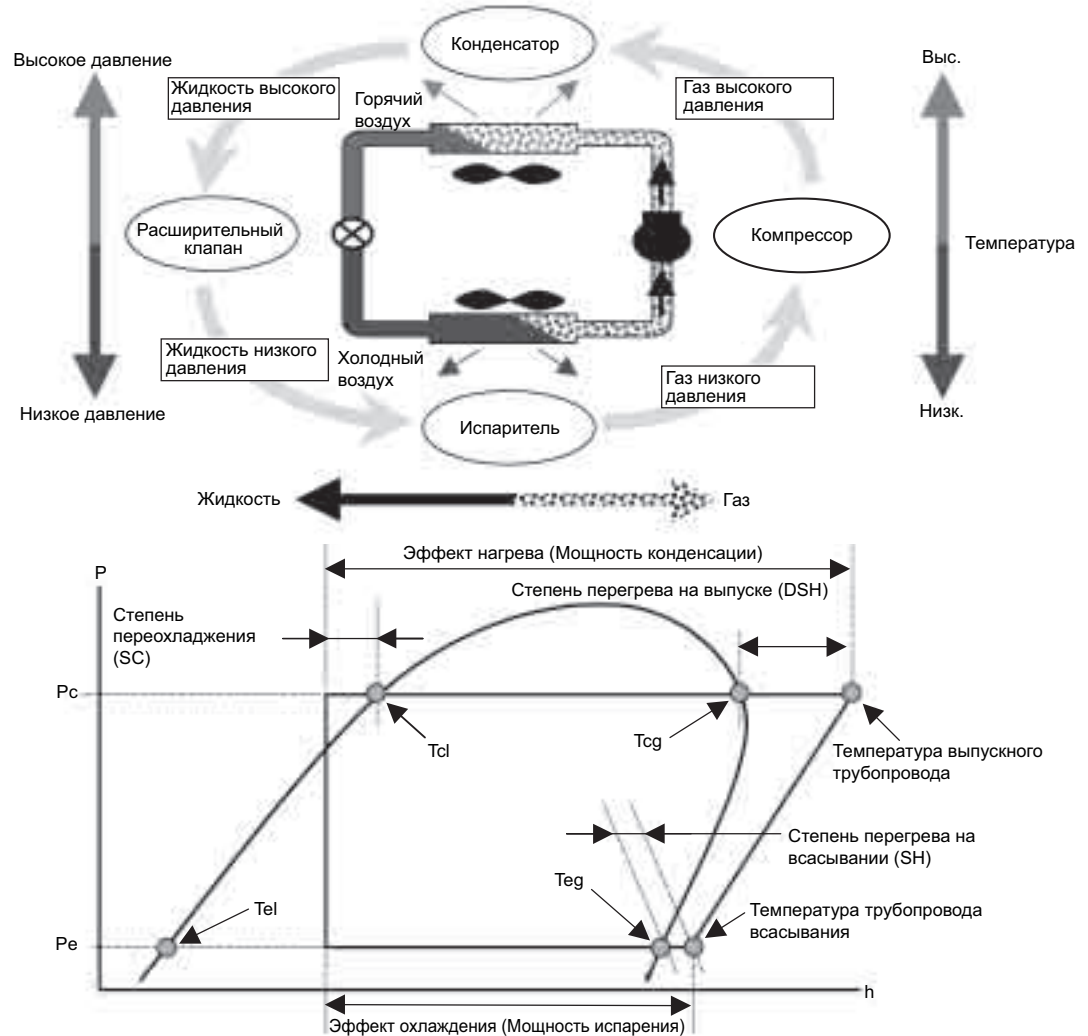 Конденсатор
Высокое давление
Выс.
Жидкость высокого
давления
Газ высокого
давления
Горячий
воздух
Расширительный
клапан
Компрессор
Температура
Жидкость низкого
давления
Холодный
воздух
Газ низкого
давления
Низкое давление
Низк.
Испаритель
Жидкость
Газ
Эффект нагрева (Мощность конденсации)
P
Степень перегрева на выпуске (DSH)
Степень
переохладжения
(SC)
Pc
Tcl
Tcg
Температура выпускного
трубопровода
Степень перегрева на
всасывании (SH)
Teg
Tel
Температура трубопровода
всасывания
Pe
h
Эффект охлаждения (Мощность испарения)